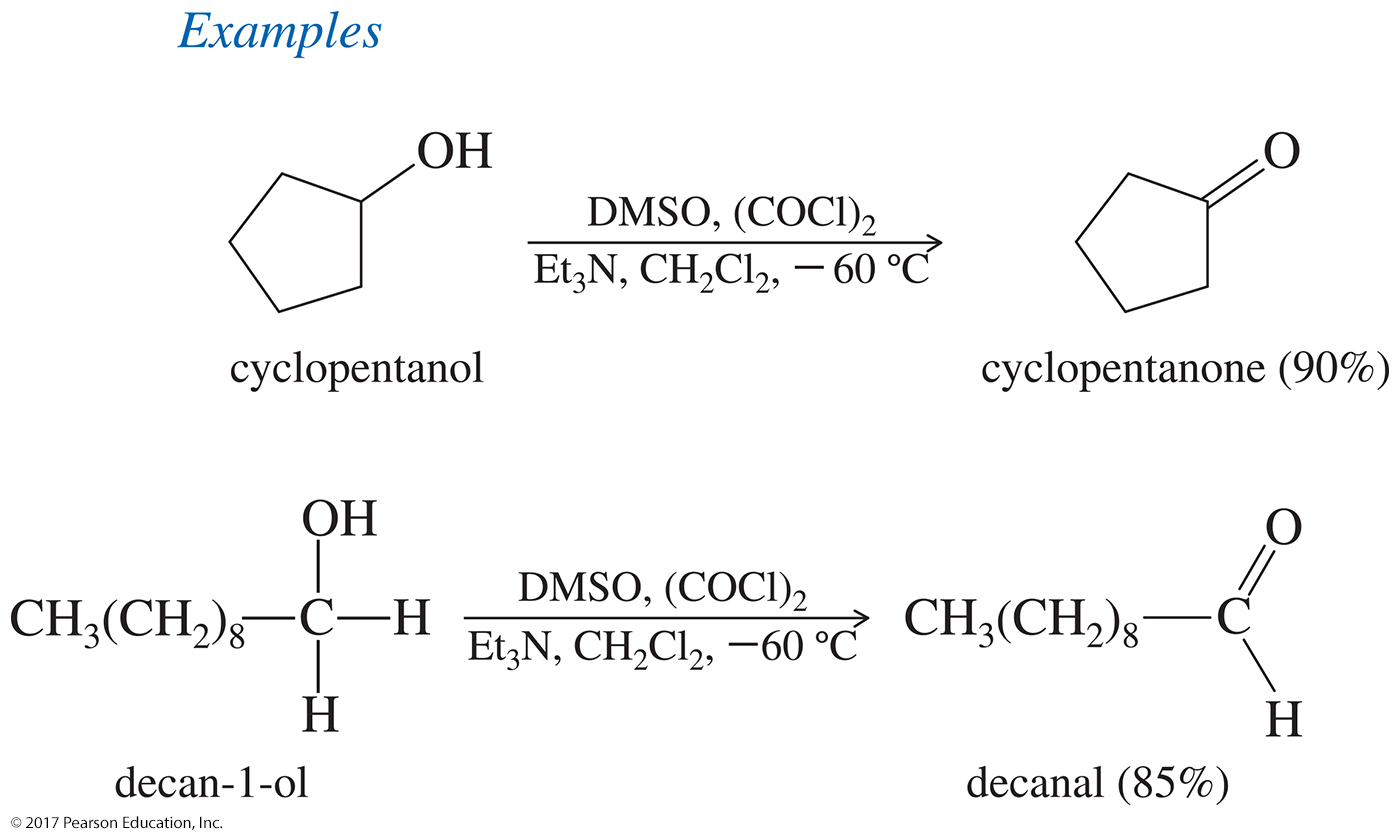 Examples
OH
O
DMSO, (COCl)₂
Et₃N, CH₂Cl₂, −60 °C
cyclopentanol
cyclopentanone (90%)
OH
O
CH₃(CH₂)₈—C—H
DMSO, (COCl)₂
Et₃N, CH₂Cl₂, −60 °C
CH₃(CH₂)₈—C
H
H
decan-1-ol
decanal (85%)
© 2017 Pearson Education, Inc.